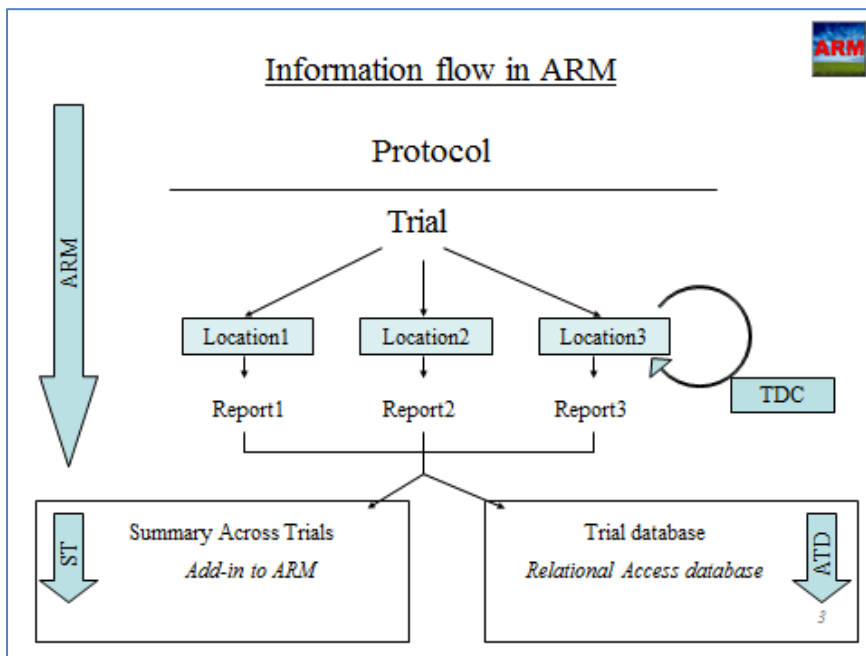 ARM
Information flow in ARM
Protocol
Trial
ARM
Location1 Location2 Location3
TDC
Report1 Report2 Report3
ST
Summary Across Trials
Add-in to ARM
Trial database
Relational Access database
ATD
3